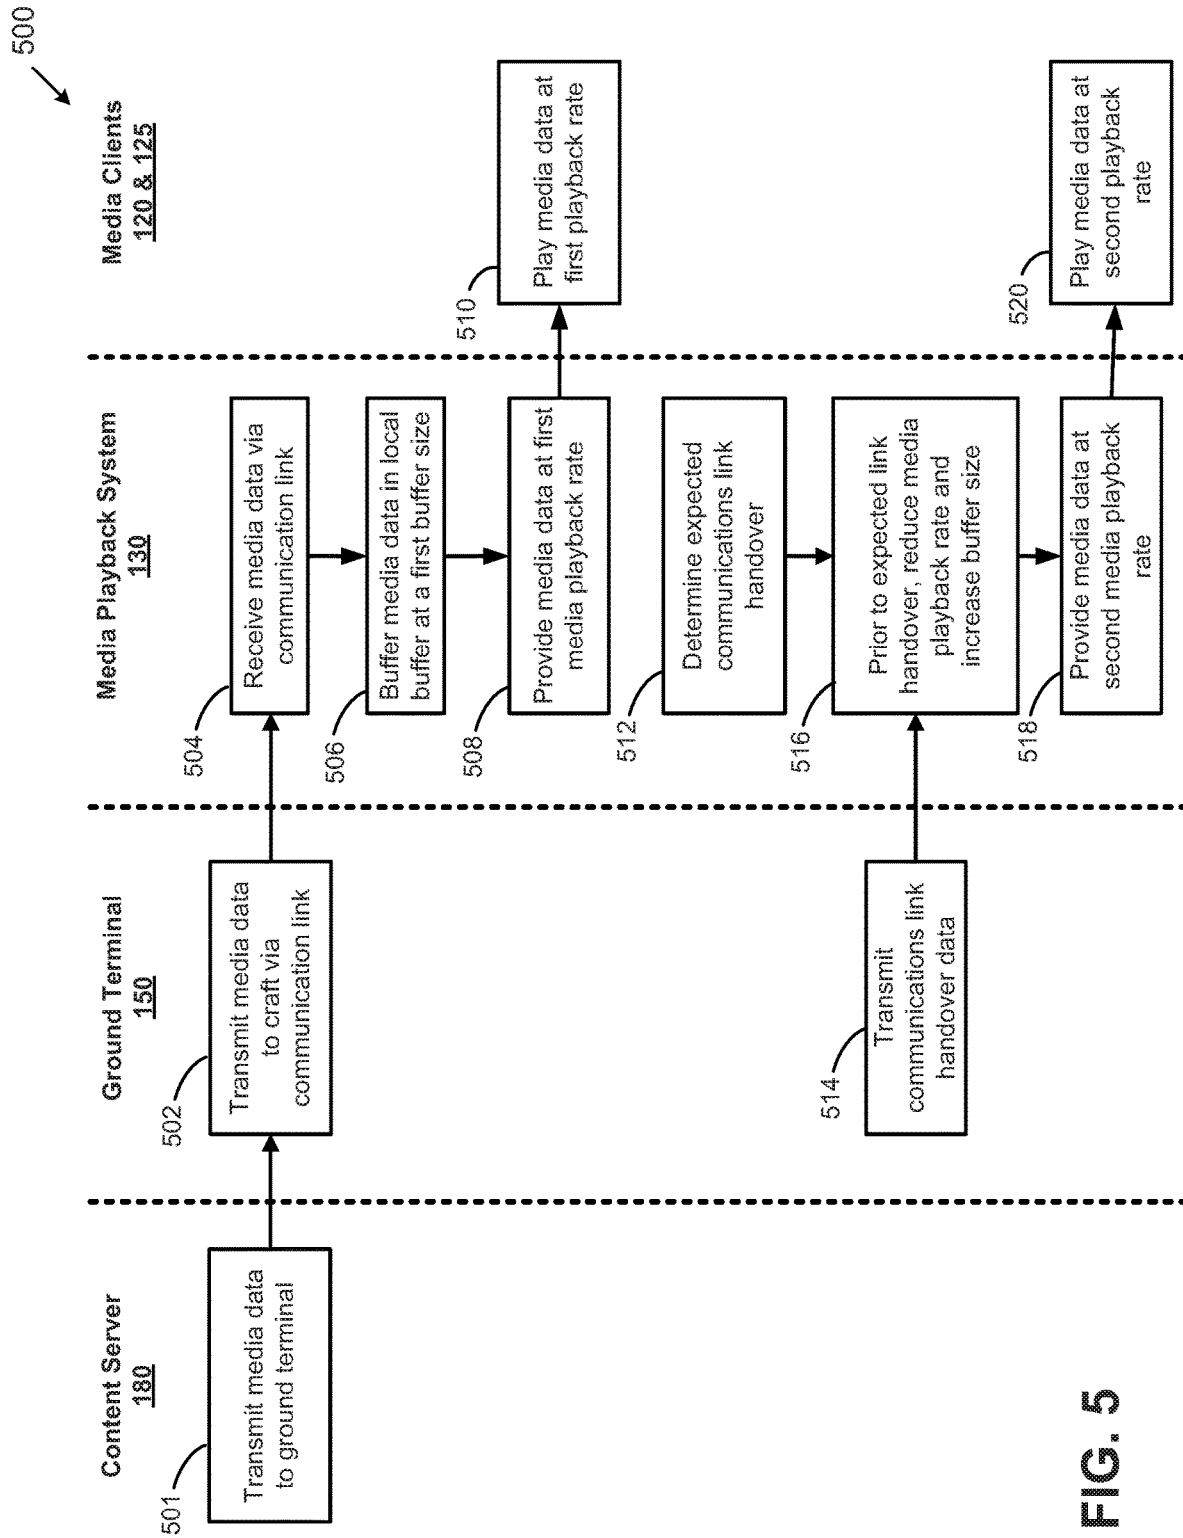 500
Content Server
180
Ground Terminal
150
Media Playback System
130
Media Clients
120 & 125
501
Transmit media data
to ground terminal
502
Transmit media data
to craft via
communication link
504
Receive media data via
communication link
506
Buffer media data in local
buffer at a first buffer size
508
Provide media data at first
media playback rate
510
Play media data at
first playback rate
512
Determine expected
communications link
handover
514
Transmit
communications link
handover data
516
Prior to expected link
handover, reduce media
playback rate and
increase buffer size
518
Provide media data at
second media playback
rate
520
Play media data at
second playback
rate
FIG. 5